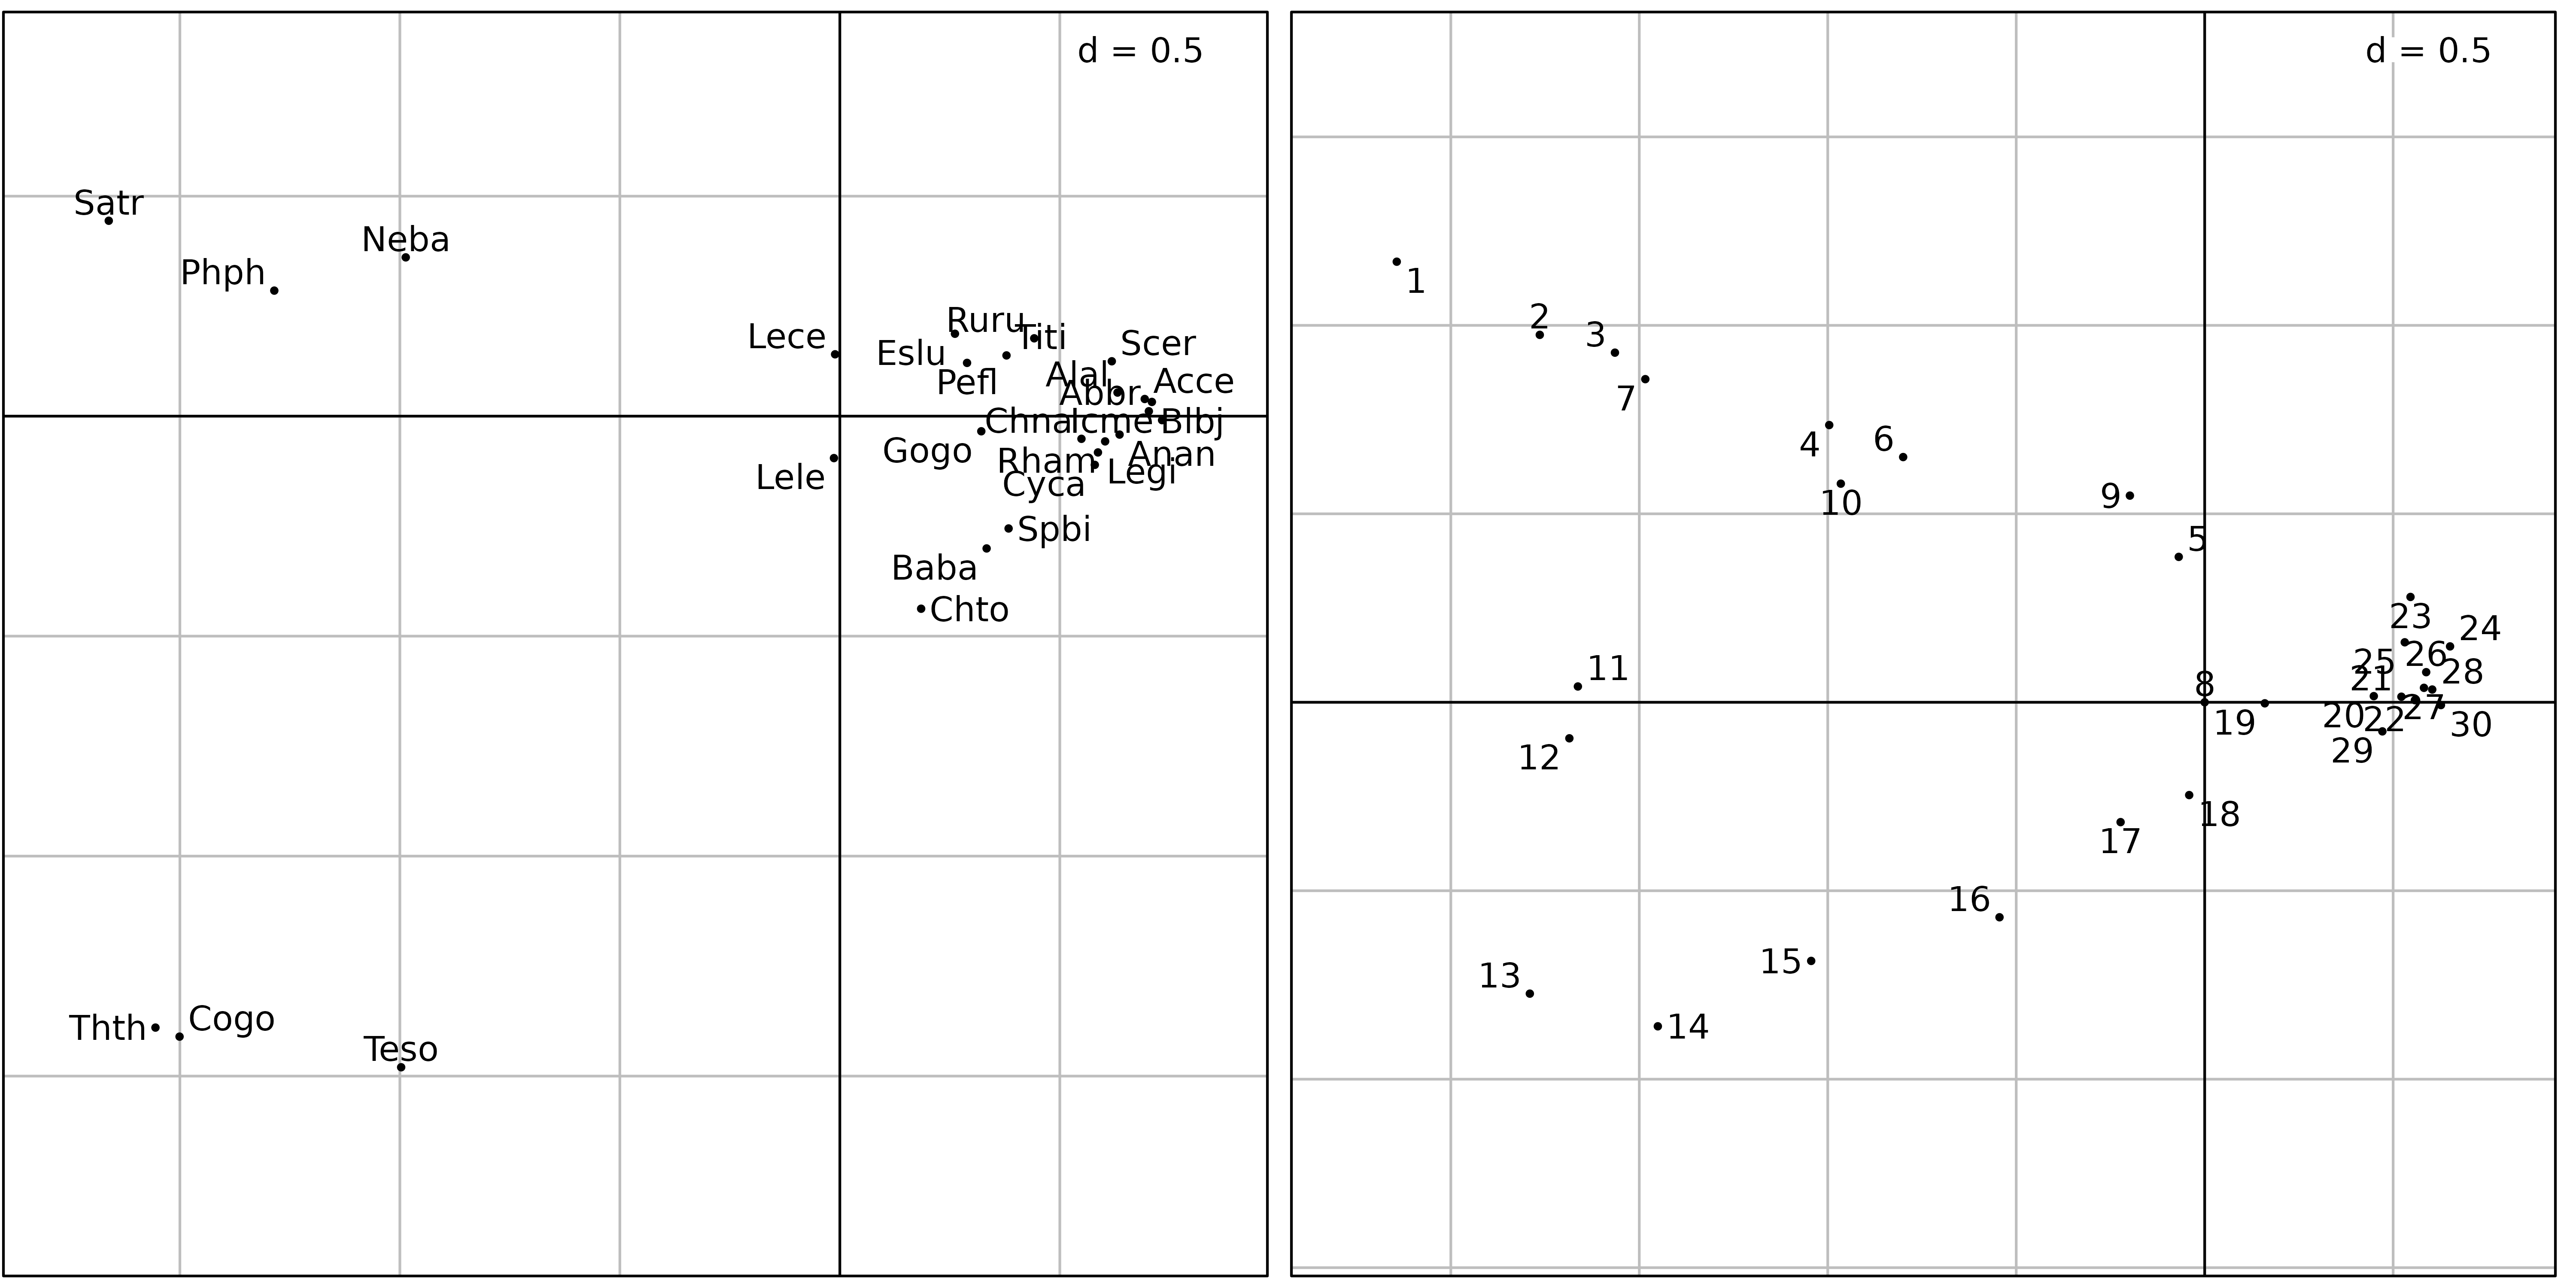 d = 0.5
Satr
Neba
Phph
Ruru
Titi
Lece
Scer
Eslu
Alal
Pefl
Acce
Abbr
Chna
Icme
Blbj
Gogo
Anan
Rham
Legi
Lele
Cyca
Spbi
Baba
Chto
Cogo
Thth
Teso
d = 0.5
1
2
3
7
6
4
9
10
5
23
24
26
25
11
28
21
8
27
20
22
19
30
29
12
18
17
16
15
13
14